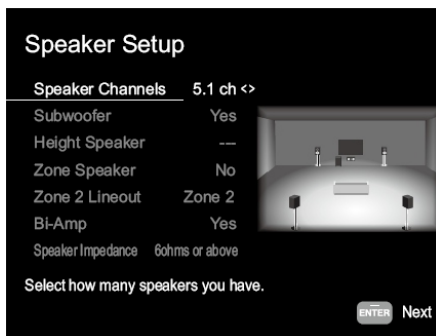 Speaker Setup
Speaker Channels 5.1 ch <>
Subwoofer Yes
Height Speaker ---
Zone Speaker No
Zone 2 Lineout Zone 2
Bi-Amp Yes
Speaker Impedance 6ohms or above
Select how many speakers you have.
ENTER Next